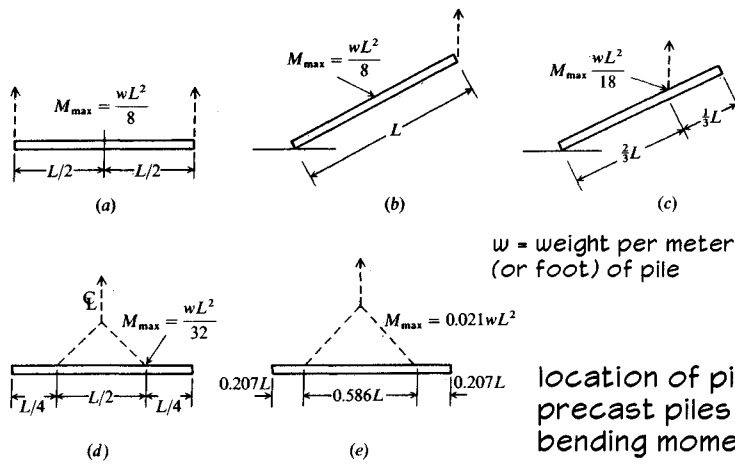 M_max = wL²/8
L/2
L/2
(a)
M_max = wL²/8
L
(b)
M_max wL²/18
⅓L
⅔L
(c)
w = weight per meter
(or foot) of pile
℄
M_max = wL²/32
L/4
L/2
L/4
(d)
M_max = 0.021wL²
0.207L
0.586L
0.207L
(e)
location of pi
precast piles
bending mome